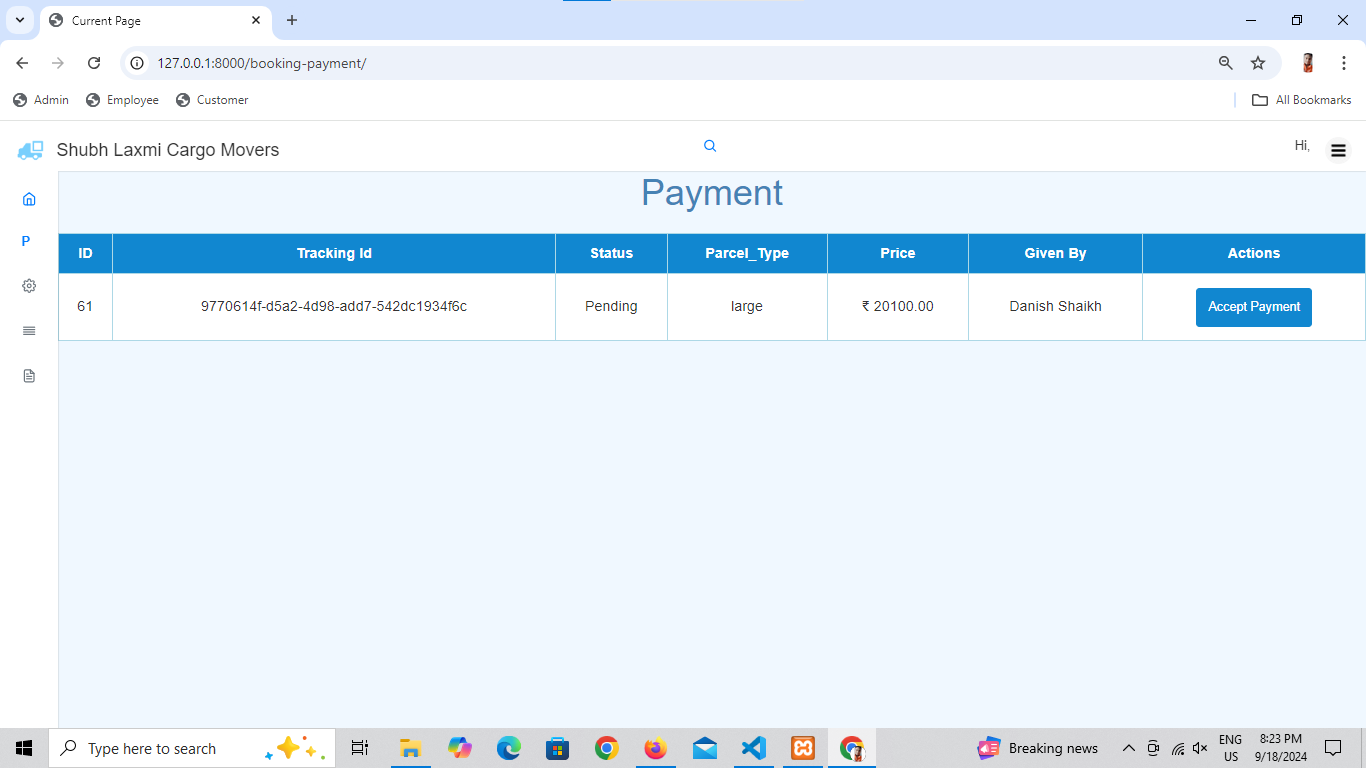 Current Page
127.0.0.1:8000/booking-payment/
Admin Employee Customer All Bookmarks
Shubh Laxmi Cargo Movers Hi,
Payment
P
ID Tracking Id Status Parcel_Type Price Given By Actions
61 9770614f-d5a2-4d98-add7-542dc1934f6c Pending large ₹ 20100.00 Danish Shaikh Accept Payment
Type here to search Breaking news ENG 8:23 PM
US 9/18/2024